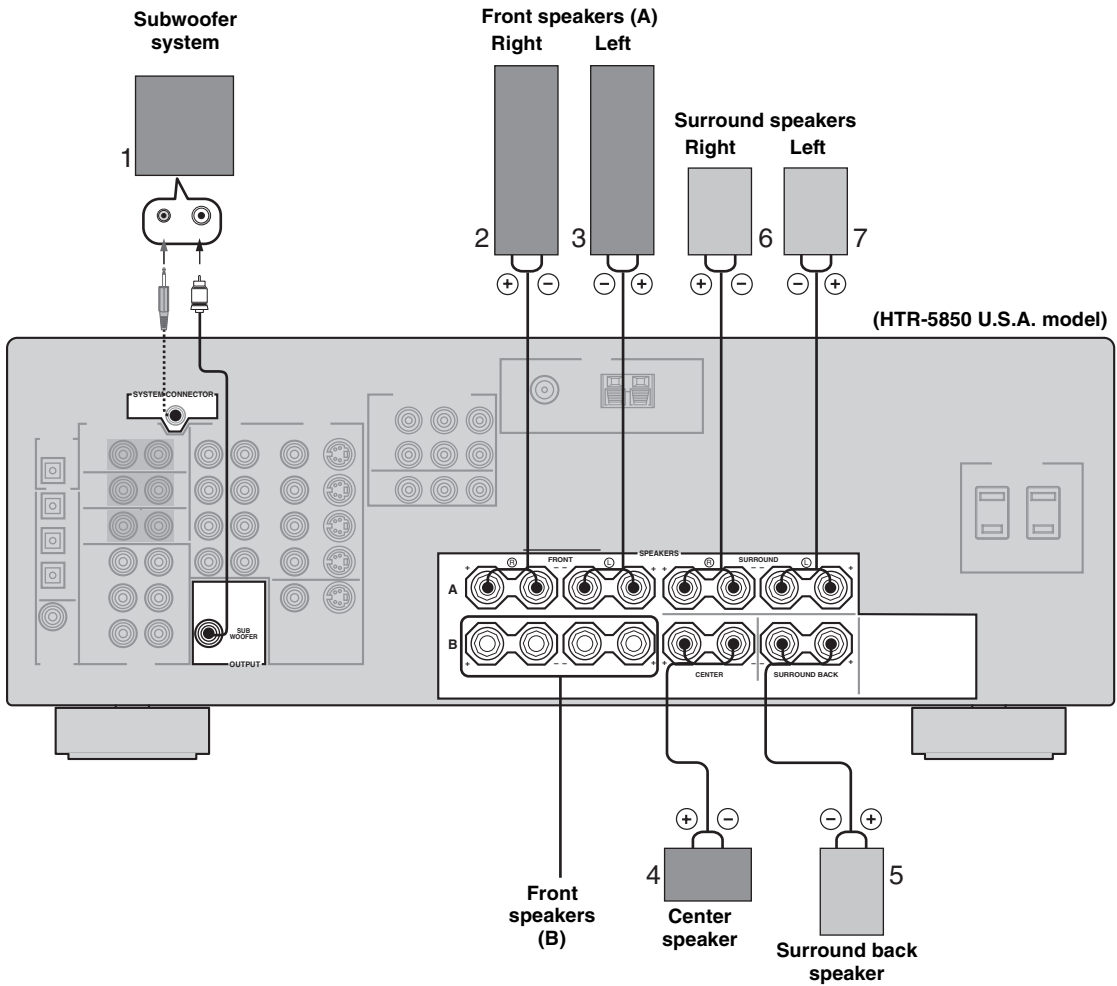 Subwoofer
system
Front speakers (A)
Right Left
Surround speakers
Right Left
1
2
3
6
7
+ − − + + − − +
(HTR-5850 U.S.A. model)
SYSTEM CONNECTOR
SPEAKERS
R FRONT L R SURROUND L
+ - - + + - - +
A
B
SUB
WOOFER
OUTPUT
+ - - + + - - +
CENTER SURROUND BACK
+ − − +
4
5
Front
speakers
(B)
Center
speaker
Surround back
speaker